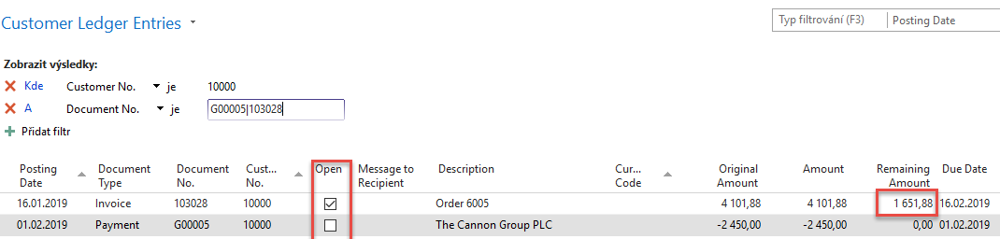 Customer Ledger Entries
Typ filtrování (F3) Posting Date
Zobrazit výsledky:
Kde Customer No. je 10000
A Document No. je G00005|103028
Přidat filtr
Posting Date Document Type Document No. Cust... No. Open Message to Recipient Description Cur... Code Original Amount Amount Remaining Amount Due Date
16.01.2019 Invoice 103028 10000 Order 6005 4 101,88 4 101,88 1 651,88 16.02.2019
01.02.2019 Payment G00005 10000 The Cannon Group PLC -2 450,00 -2 450,00 0,00 01.02.2019